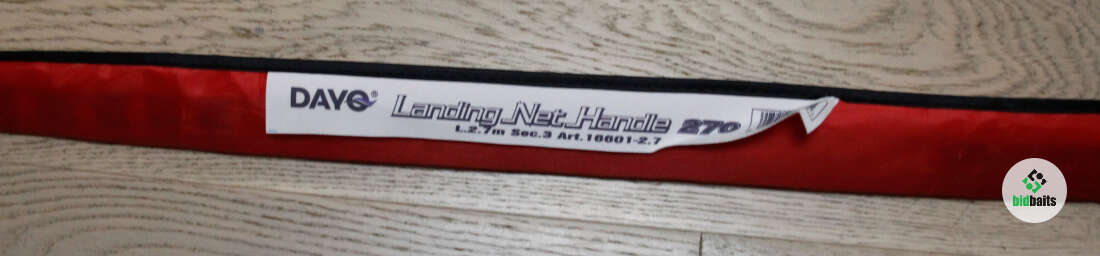 DAYO®
Landing Net Handle 270
L.2.7m Sec.3 Art.16601-2.7
bidbaits